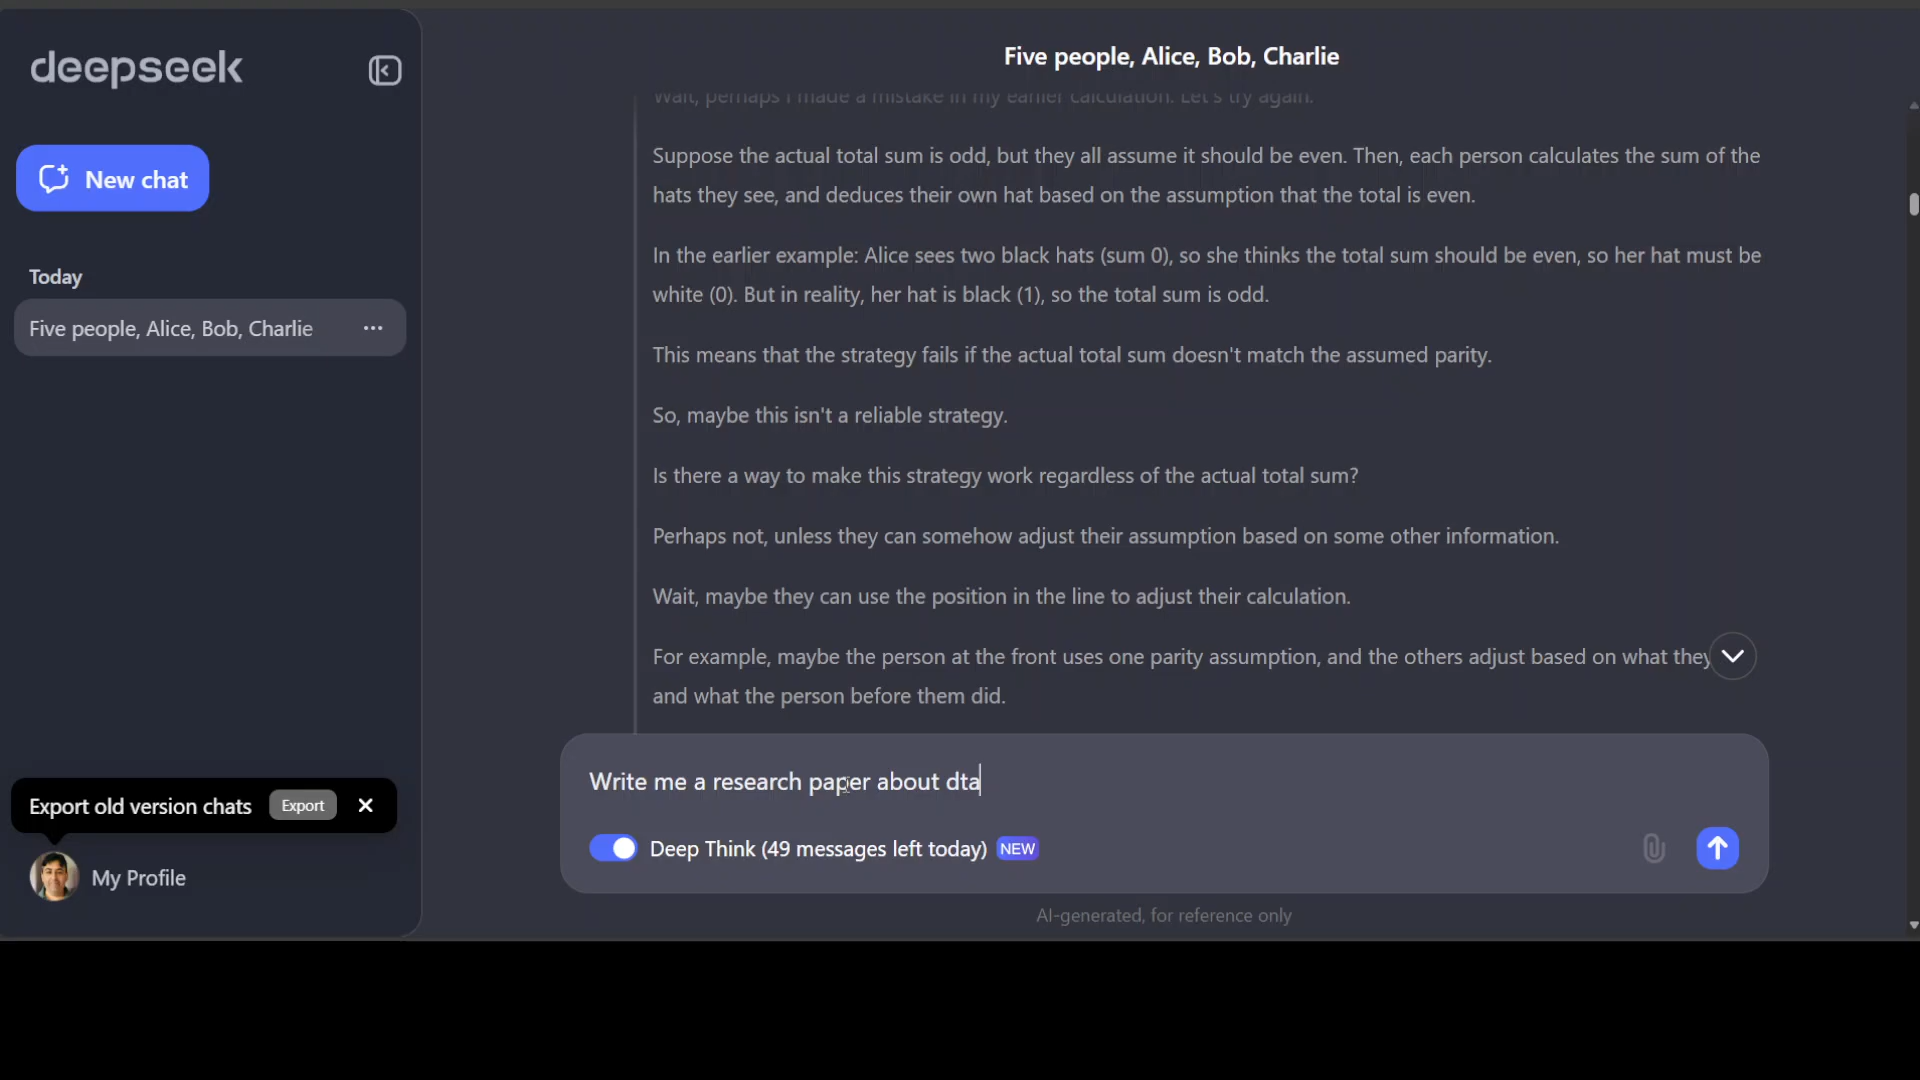 deepseek
New chat
Today
Five people, Alice, Bob, Charlie
Export old version chats Export
My Profile
Five people, Alice, Bob, Charlie
Wait, perhaps I made a mistake in my earlier calculation. Let's try again.
Suppose the actual total sum is odd, but they all assume it should be even. Then, each person calculates the sum of the
hats they see, and deduces their own hat based on the assumption that the total is even.
In the earlier example: Alice sees two black hats (sum 0), so she thinks the total sum should be even, so her hat must be
white (0). But in reality, her hat is black (1), so the total sum is odd.
This means that the strategy fails if the actual total sum doesn't match the assumed parity.
So, maybe this isn't a reliable strategy.
Is there a way to make this strategy work regardless of the actual total sum?
Perhaps not, unless they can somehow adjust their assumption based on some other information.
Wait, maybe they can use the position in the line to adjust their calculation.
For example, maybe the person at the front uses one parity assumption, and the others adjust based on what they
and what the person before them did.
Write me a research paper about dta
Deep Think (49 messages left today) NEW
AI-generated, for reference only